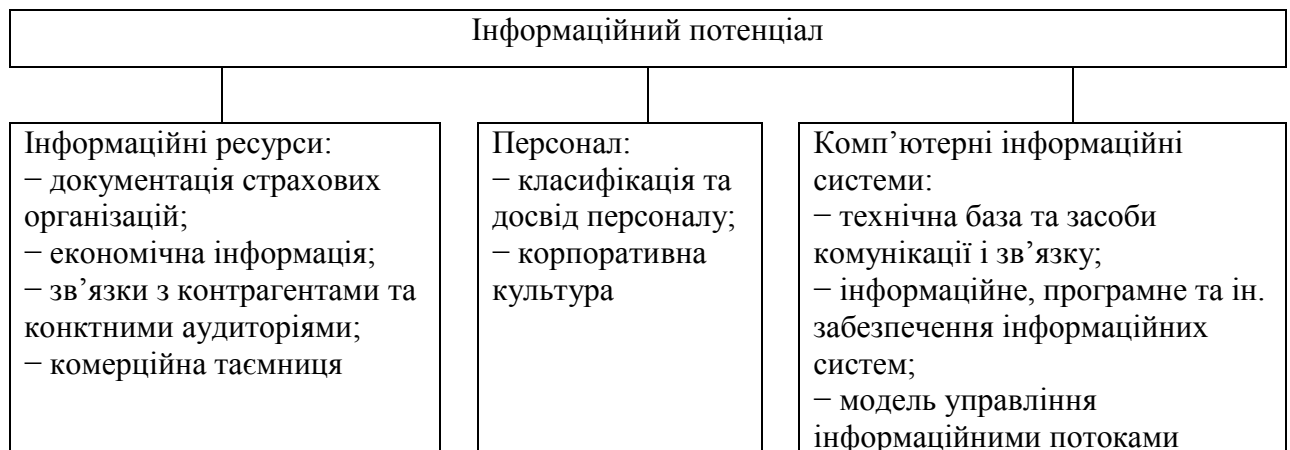 Інформаційний потенціал
Інформаційні ресурси:
− документація страхових
організацій;
− економічна інформація;
− зв’язки з контрагентами та
конктними аудиторіями;
− комерційна таємниця
Персонал:
− класифікація та
досвід персоналу;
− корпоративна
культура
Комп’ютерні інформаційні
системи:
− технічна база та засоби
комунікації і зв’язку;
− інформаційне, програмне та ін.
забезпечення інформаційних
систем;
− модель управління
інформаційними потоками